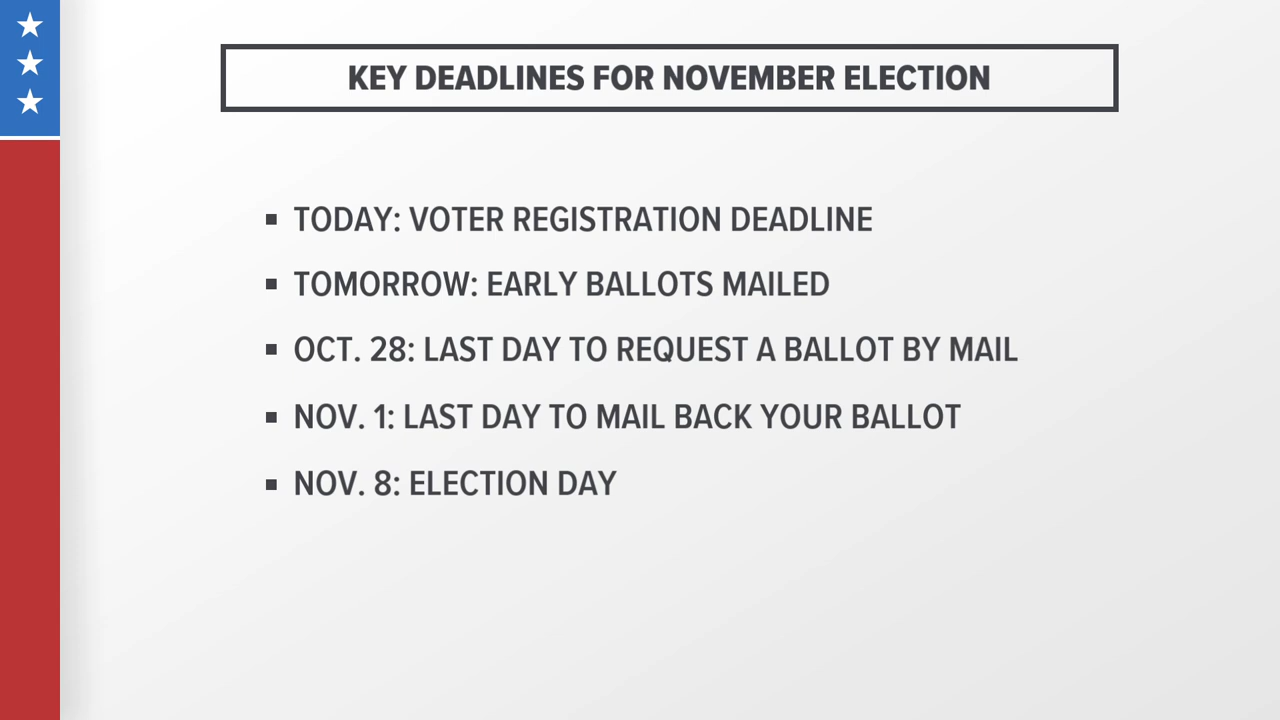 KEY DEADLINES FOR NOVEMBER ELECTION
▪ TODAY: VOTER REGISTRATION DEADLINE
▪ TOMORROW: EARLY BALLOTS MAILED
▪ OCT. 28: LAST DAY TO REQUEST A BALLOT BY MAIL
▪ NOV. 1: LAST DAY TO MAIL BACK YOUR BALLOT
▪ NOV. 8: ELECTION DAY